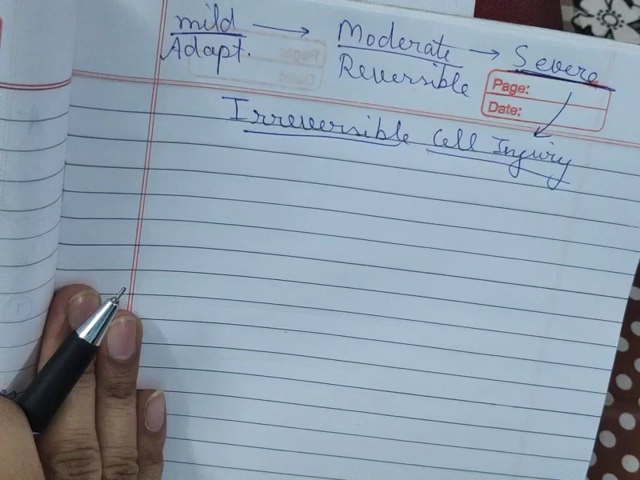 mild → Moderate → Severe
Adapt. Reversible
Page:
Date:
Irreversible Cell Injury